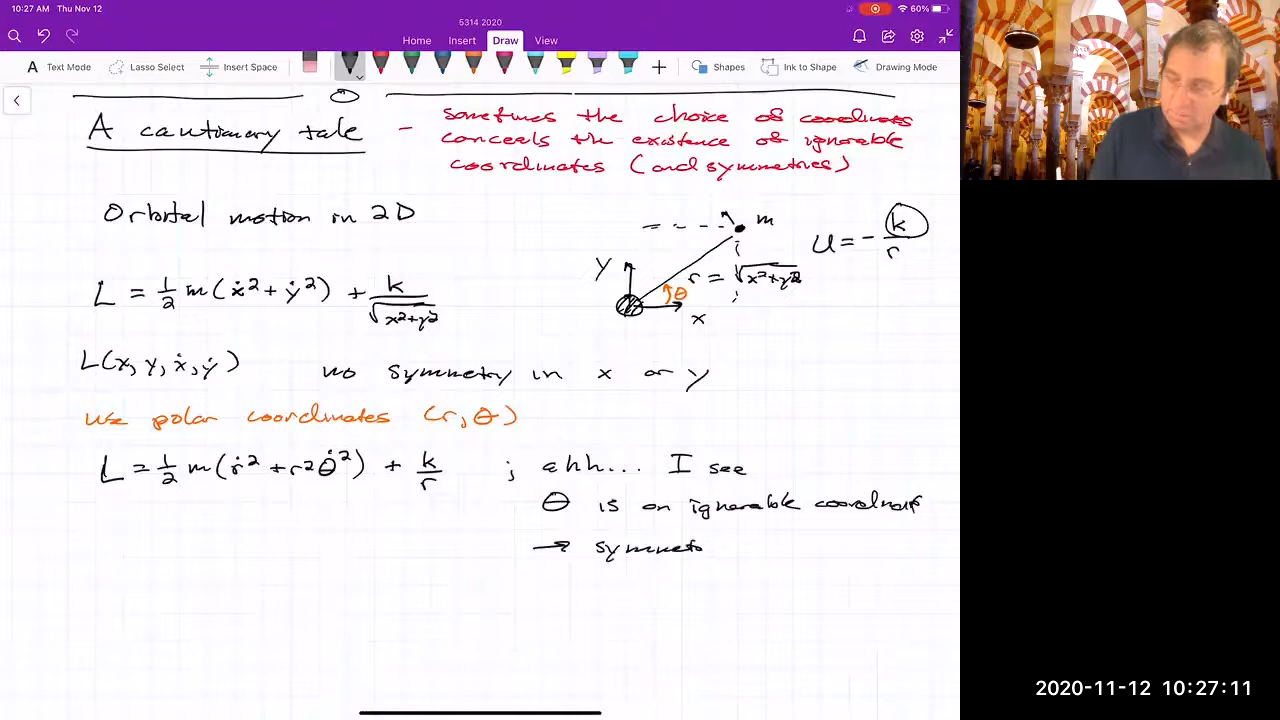 10:27 AM Thu Nov 12
60%
5314 2020
Home Insert Draw View
Text Mode Lasso Select Insert Space Shapes Ink to Shape Drawing Mode
A cautionary tale - sometimes the choice of coordinates
conceals the existence of ignorable
coordinates (and symmetries)
Orbital motion in 2D
m
U = - k/r
y
r = √x²+y²
θ
x
L = 1/2 m(ẋ² + ẏ²) + k/√x²+y²
L(x, y, ẋ, ẏ) no symmetry in x or y
use polar coordinates (r, θ)
L = 1/2 m(ṙ² + r²θ̇²) + k/r ; ahh... I see
θ is an ignorable coordinate
→ symmet
2020-11-12 10:27:11